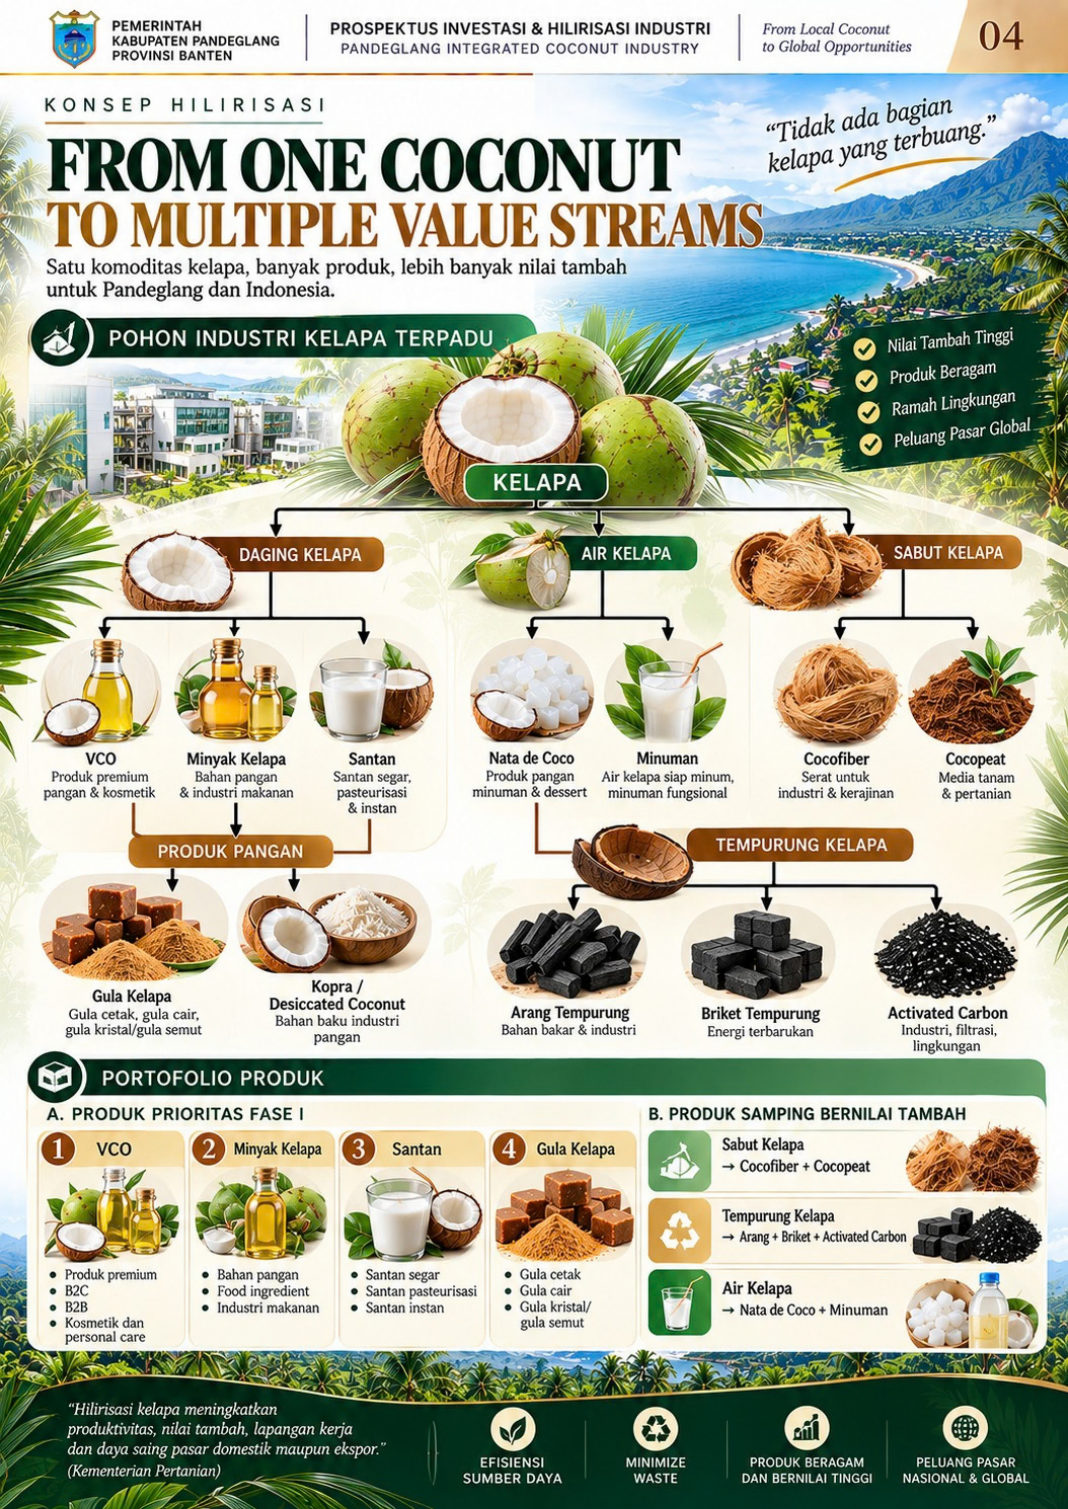 PEMERINTAH
KABUPATEN PANDEGLANG
PROVINSI BANTEN
PROSPEKTUS INVESTASI & HILIRISASI INDUSTRI
PANDEGLANG INTEGRATED COCONUT INDUSTRY
From Local Coconut
to Global Opportunities
04
KONSEP HILIRISASI
FROM ONE COCONUT
TO MULTIPLE VALUE STREAMS
Satu komoditas kelapa, banyak produk, lebih banyak nilai tambah
untuk Pandeglang dan Indonesia.
“Tidak ada bagian
kelapa yang terbuang.”
POHON INDUSTRI KELAPA TERPADU
Nilai Tambah Tinggi
Produk Beragam
Ramah Lingkungan
Peluang Pasar Global
KELAPA
DAGING KELAPA
AIR KELAPA
SABUT KELAPA
VCO
Produk premium
pangan & kosmetik
Minyak Kelapa
Bahan pangan
& industri makanan
Santan
Santan segar,
pasteurisasi
& instan
Nata de Coco
Produk pangan
minuman & dessert
Minuman
Air kelapa siap minum,
minuman fungsional
Cocofiber
Serat untuk
industri & kerajinan
Cocopeat
Media tanam
& pertanian
PRODUK PANGAN
TEMPURUNG KELAPA
Gula Kelapa
Gula cetak, gula cair,
gula kristal/gula semut
Kopra /
Desiccated Coconut
Bahan baku industri
pangan
Arang Tempurung
Bahan bakar & industri
Briket Tempurung
Energi terbarukan
Activated Carbon
Industri, filtrasi,
lingkungan
PORTOFOLIO PRODUK
A. PRODUK PRIORITAS FASE I
1 VCO
• Produk premium
• B2C
• B2B
• Kosmetik dan
personal care
2 Minyak Kelapa
• Bahan pangan
• Food ingredient
• Industri makanan
3 Santan
• Santan segar
• Santan pasteurisasi
• Santan instan
4 Gula Kelapa
• Gula cetak
• Gula cair
• Gula kristal/
gula semut
B. PRODUK SAMPING BERNILAI TAMBAH
Sabut Kelapa
→ Cocofiber + Cocopeat
Tempurung Kelapa
→ Arang + Briket + Activated Carbon
Air Kelapa
→ Nata de Coco + Minuman
“Hilirisasi kelapa meningkatkan
produktivitas, nilai tambah, lapangan kerja
dan daya saing pasar domestik maupun ekspor.”
(Kementerian Pertanian)
EFISIENSI
SUMBER DAYA
MINIMIZE
WASTE
PRODUK BERAGAM
DAN BERNILAI TINGGI
PELUANG PASAR
NASIONAL & GLOBAL